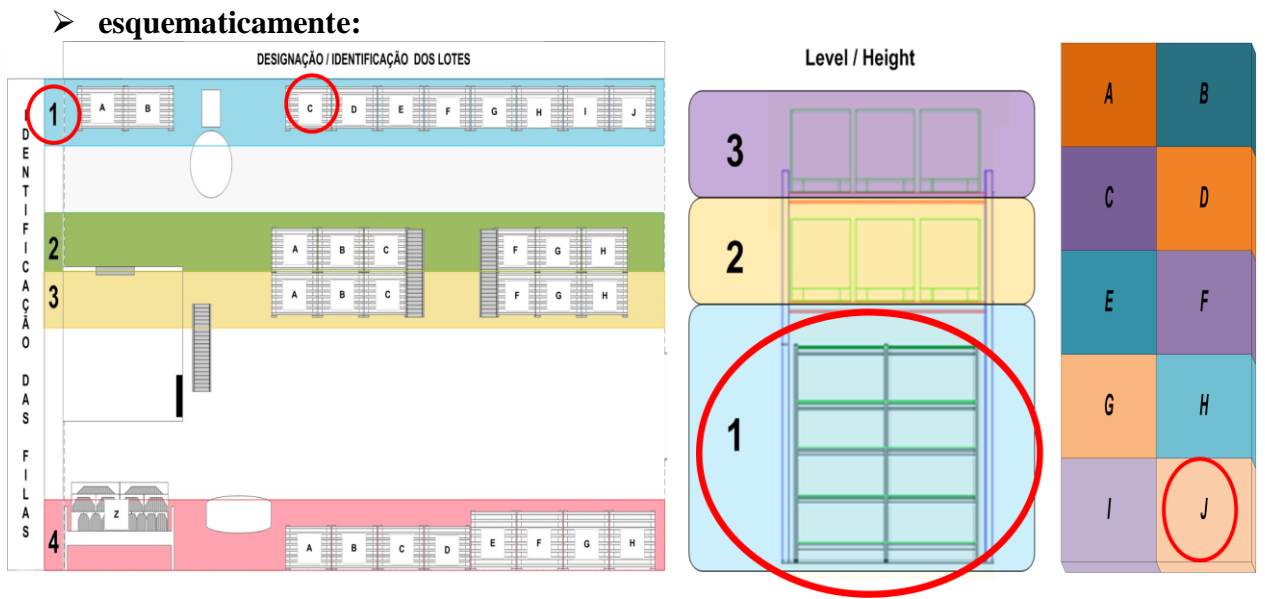 ➢ esquematicamente:
DESIGNAÇÃO / IDENTIFICAÇÃO DOS LOTES
IDENTIFICAÇÃO DAS FILAS
1
A B C D E F G H I J
2
A B C F G H
3
A B C F G H
Z
4
A B C D E F G H
Level / Height
3
2
1
A B
C D
E F
G H
I J